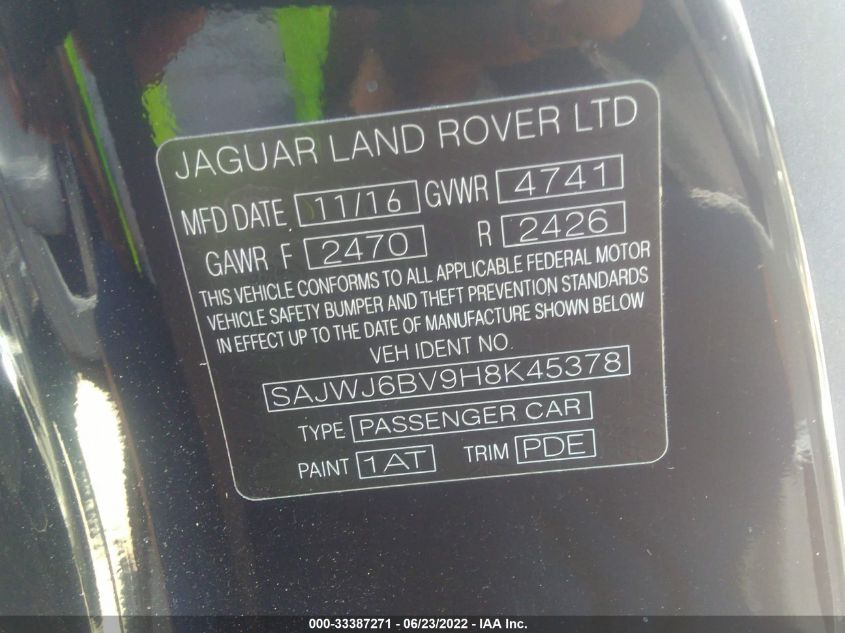 JAGUAR LAND ROVER LTD
MFD DATE 11/16 GVWR 4741
GAWR F 2470 R 2426
THIS VEHICLE CONFORMS TO ALL APPLICABLE FEDERAL MOTOR
VEHICLE SAFETY BUMPER AND THEFT PREVENTION STANDARDS
IN EFFECT UP TO THE DATE OF MANUFACTURE SHOWN BELOW
VEH IDENT NO.
SAJWJ6BV9H8K45378
TYPE PASSENGER CAR
PAINT 1AT TRIM PDE
000-33387271 - 06/23/2022 - IAA Inc.